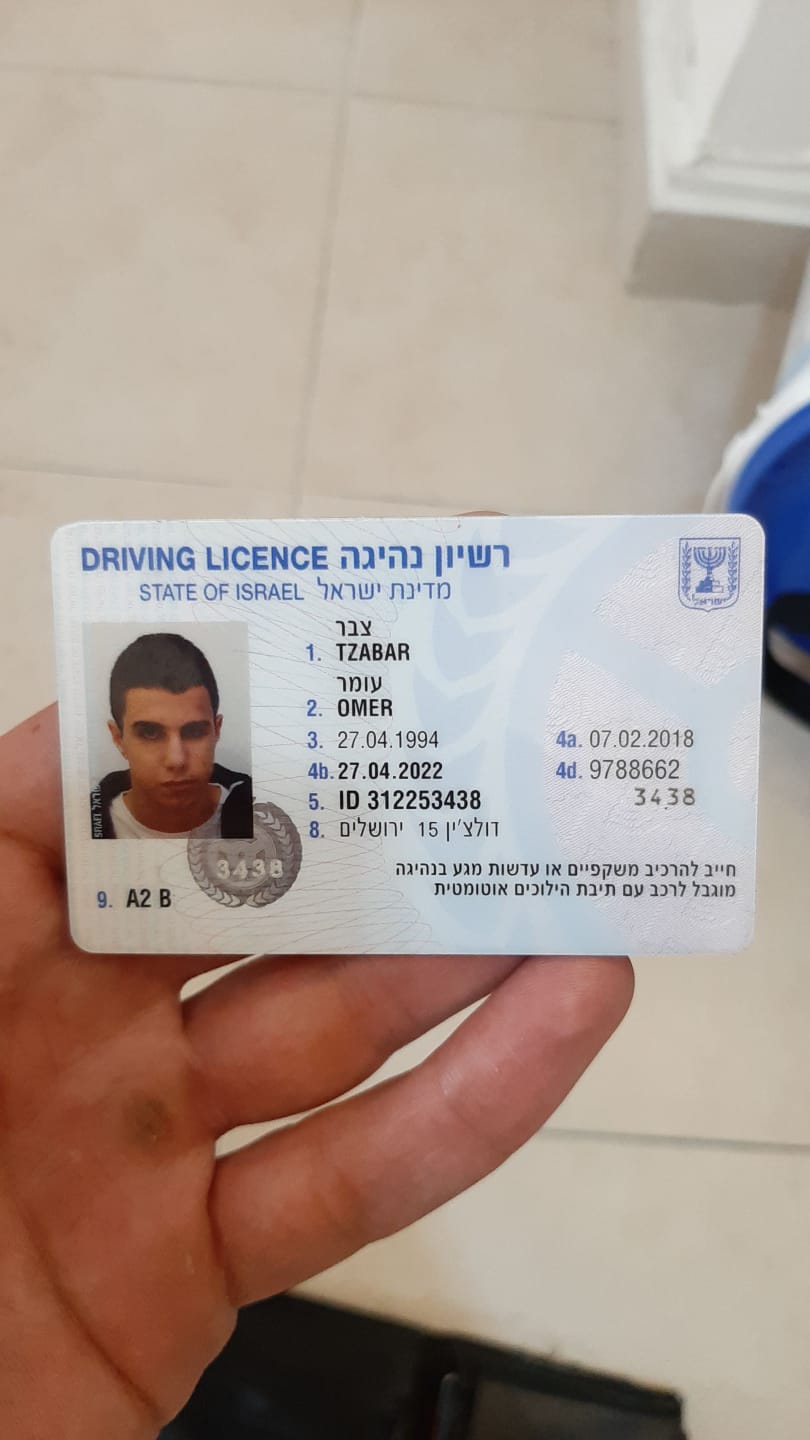 DRIVING LICENCE רשיון נהיגה
STATE OF ISRAEL מדינת ישראל
צבר
1. TZABAR
עומר
2. OMER
3. 27.04.1994 4a. 07.02.2018
4b. 27.04.2022 4d. 9788662
5. ID 312253438 3438
8. דולצ'ין 15 ירושלים
3438
9. A2 B
חייב להרכיב משקפיים או עדשות מגע בנהיגה
מוגבל לרכב עם תיבת הילוכים אוטומטית
ישראל